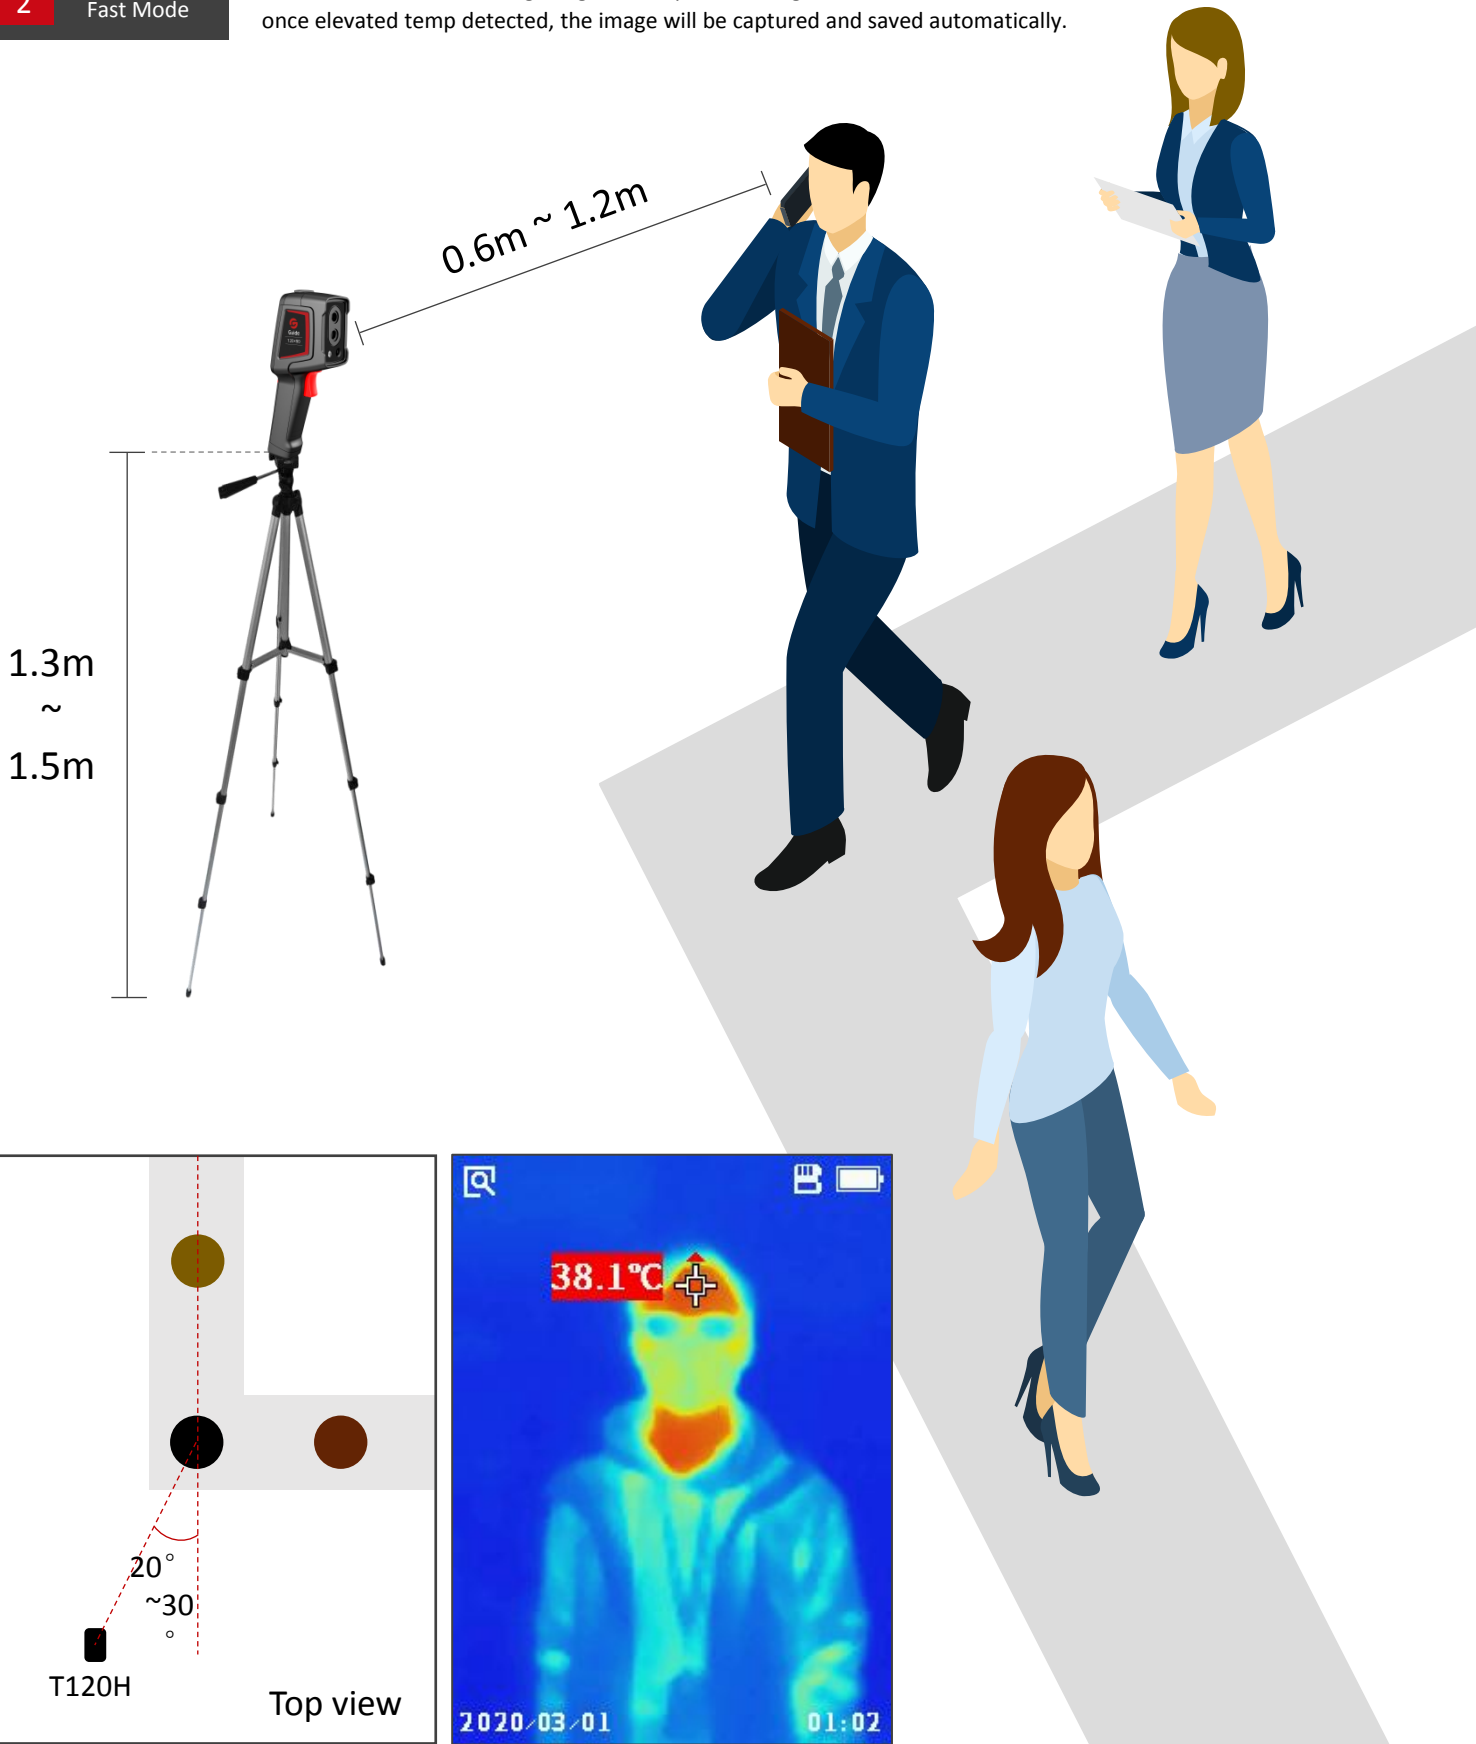 2
Fast Mode
once elevated temp detected, the image will be captured and saved automatically.
0.6m ~ 1.2m
Guide
1.3m
~
1.5m
38.1℃
20°
~30
°
T120H
Top view
2020/03/01
01:02